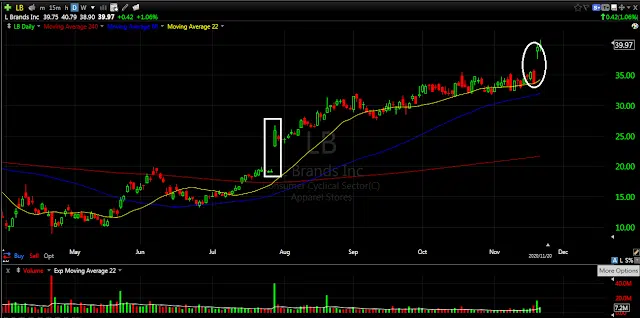 LB m 15m h D W
L Brands Inc 39.75 40.79 38.90 39.97 +0.42 +1.06% 0.42(1.06%
LB Daily Moving Average 240 Moving Average 60 Moving Average 22
39.97
35.00
30.00
25.00
20.00
15.00
10.00
LB
L Brands Inc
Consumer Cyclical Sector(C)
Apparel Stores
May Jun Jul Aug Sep Oct Nov Dec
2020/11/20
Buy Sell Opt
A L S%
More Options
X Volume Exp Moving Average 22
40.0M
20.0M
7.2M